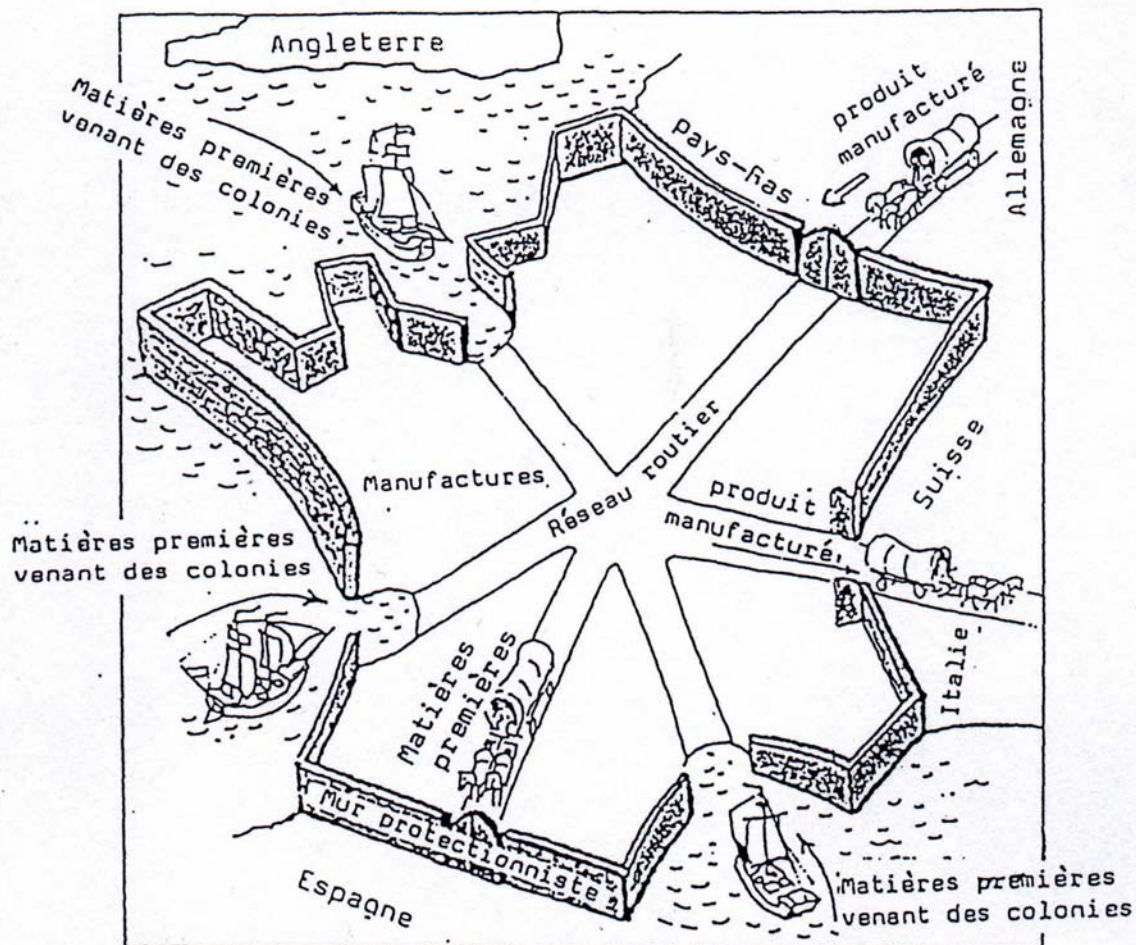 Angleterre
Matières premières
venant des colonies
produit
manufacturé
Allemagne
pays-Bas
Suisse
Manufactures
Réseau routier
produit
manufacturé
Matières premières
venant des colonies
Matières
premières
Italie
Mur protectionniste
Espagne
Matières premières
venant des colonies